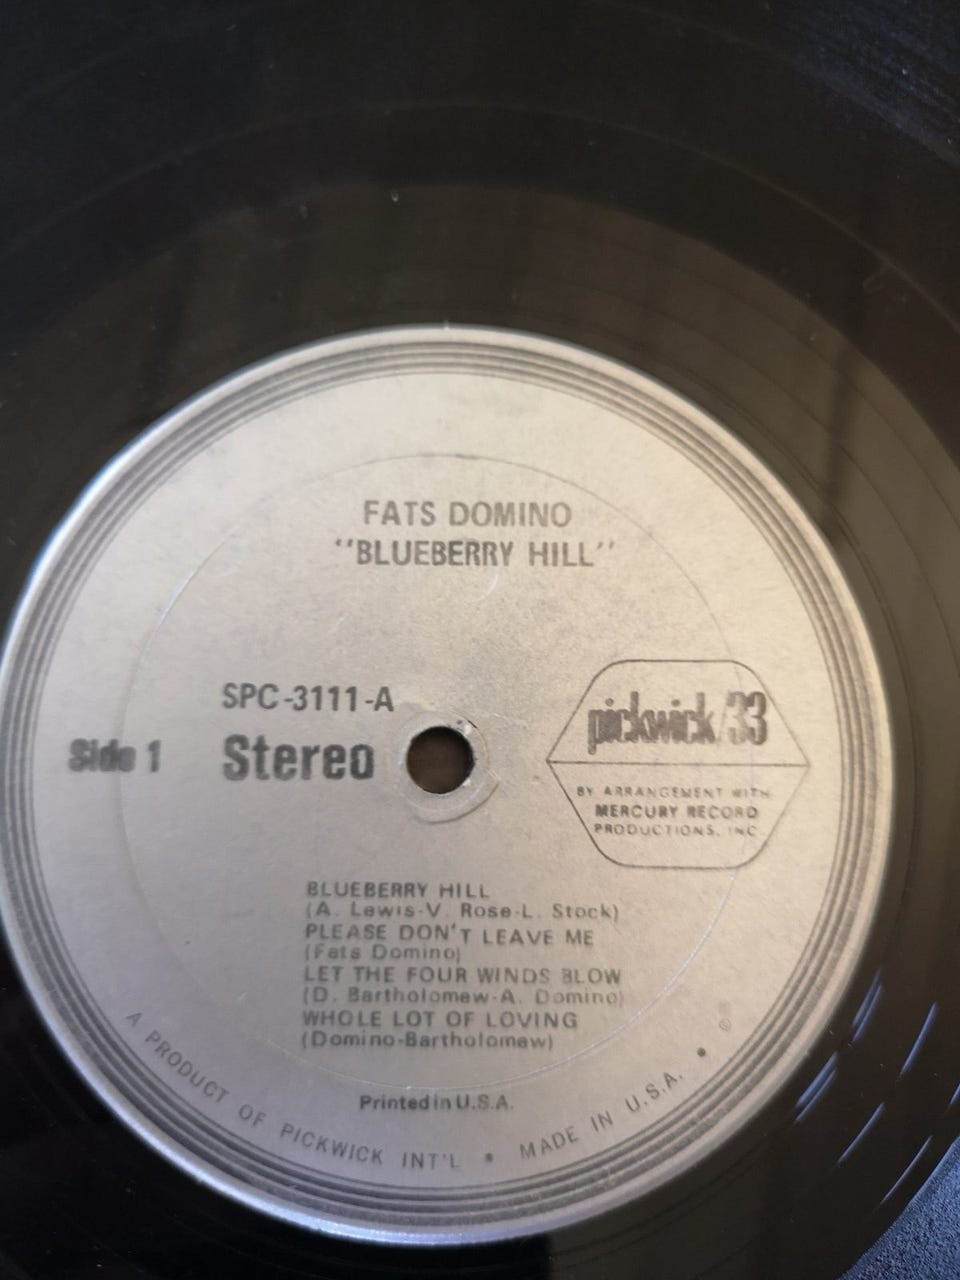 FATS DOMINO
"BLUEBERRY HILL"
SPC-3111-A
Side 1
Stereo
pickwick/33
BY ARRANGEMENT WITH
MERCURY RECORD
PRODUCTIONS, INC.
BLUEBERRY HILL
(A. Lewis-V. Rose-L. Stock)
PLEASE DON'T LEAVE ME
(Fats Domino)
LET THE FOUR WINDS BLOW
(D. Bartholomew-A. Domino)
WHOLE LOT OF LOVING
(Domino-Bartholomew)
Printed in U.S.A.
A PRODUCT OF PICKWICK INT'L • MADE IN U.S.A. • ©